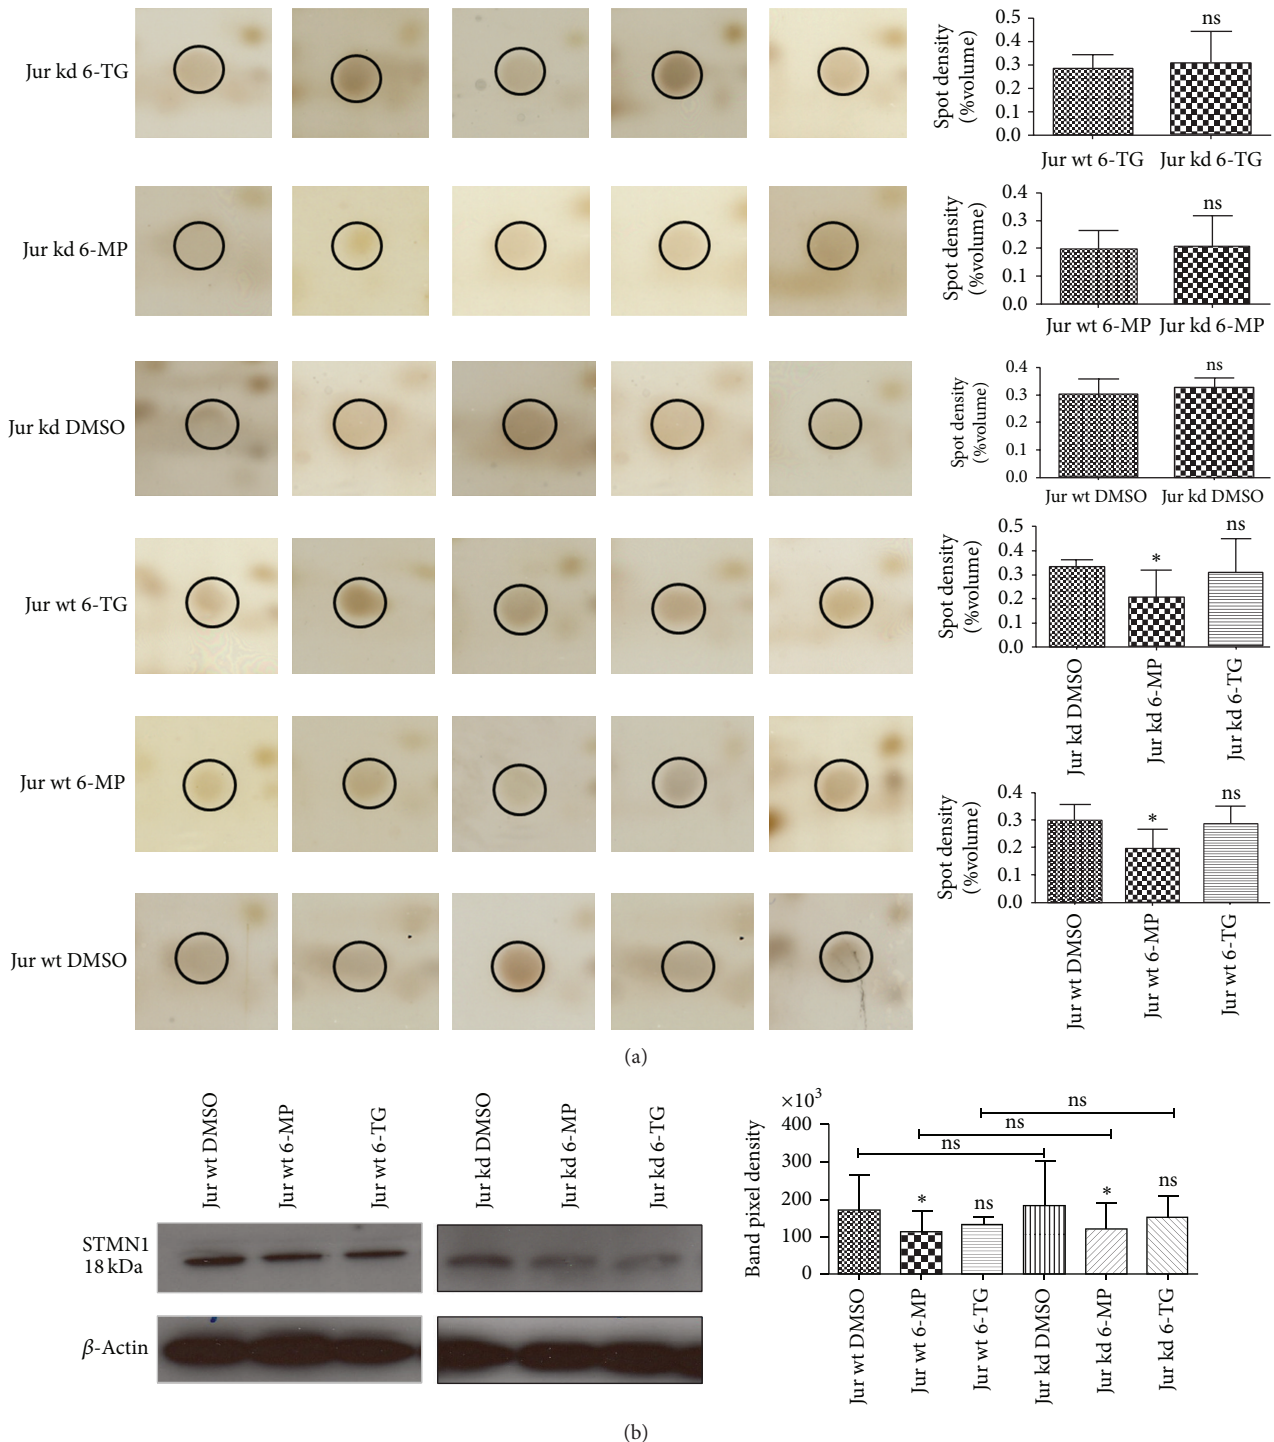 Jur kd 6-TG
Jur kd 6-MP
Jur kd DMSO
Jur wt 6-TG
Jur wt 6-MP
Jur wt DMSO
Spot density
(%volume)
0.5
0.4
0.3
0.2
0.1
0.0
ns
Jur wt 6-TG Jur kd 6-TG
Spot density
(%volume)
0.4
0.3
0.2
0.1
0.0
ns
Jur wt 6-MP Jur kd 6-MP
Spot density
(%volume)
0.4
0.3
0.2
0.1
0.0
ns
Jur wt DMSO Jur kd DMSO
Spot density
(%volume)
0.5
0.4
0.3
0.2
0.1
0.0
*
ns
Jur kd DMSO
Jur kd 6-MP
Jur kd 6-TG
Spot density
(%volume)
0.4
0.3
0.2
0.1
0.0
*
ns
Jur wt DMSO
Jur wt 6-MP
Jur wt 6-TG
(a)
Jur wt DMSO
Jur wt 6-MP
Jur wt 6-TG
Jur kd DMSO
Jur kd 6-MP
Jur kd 6-TG
STMN1
18 kDa
β-Actin
×10³
Band pixel density
400
300
200
100
0
ns
ns
ns
*
ns
*
ns
Jur wt DMSO
Jur wt 6-MP
Jur wt 6-TG
Jur kd DMSO
Jur kd 6-MP
Jur kd 6-TG
(b)